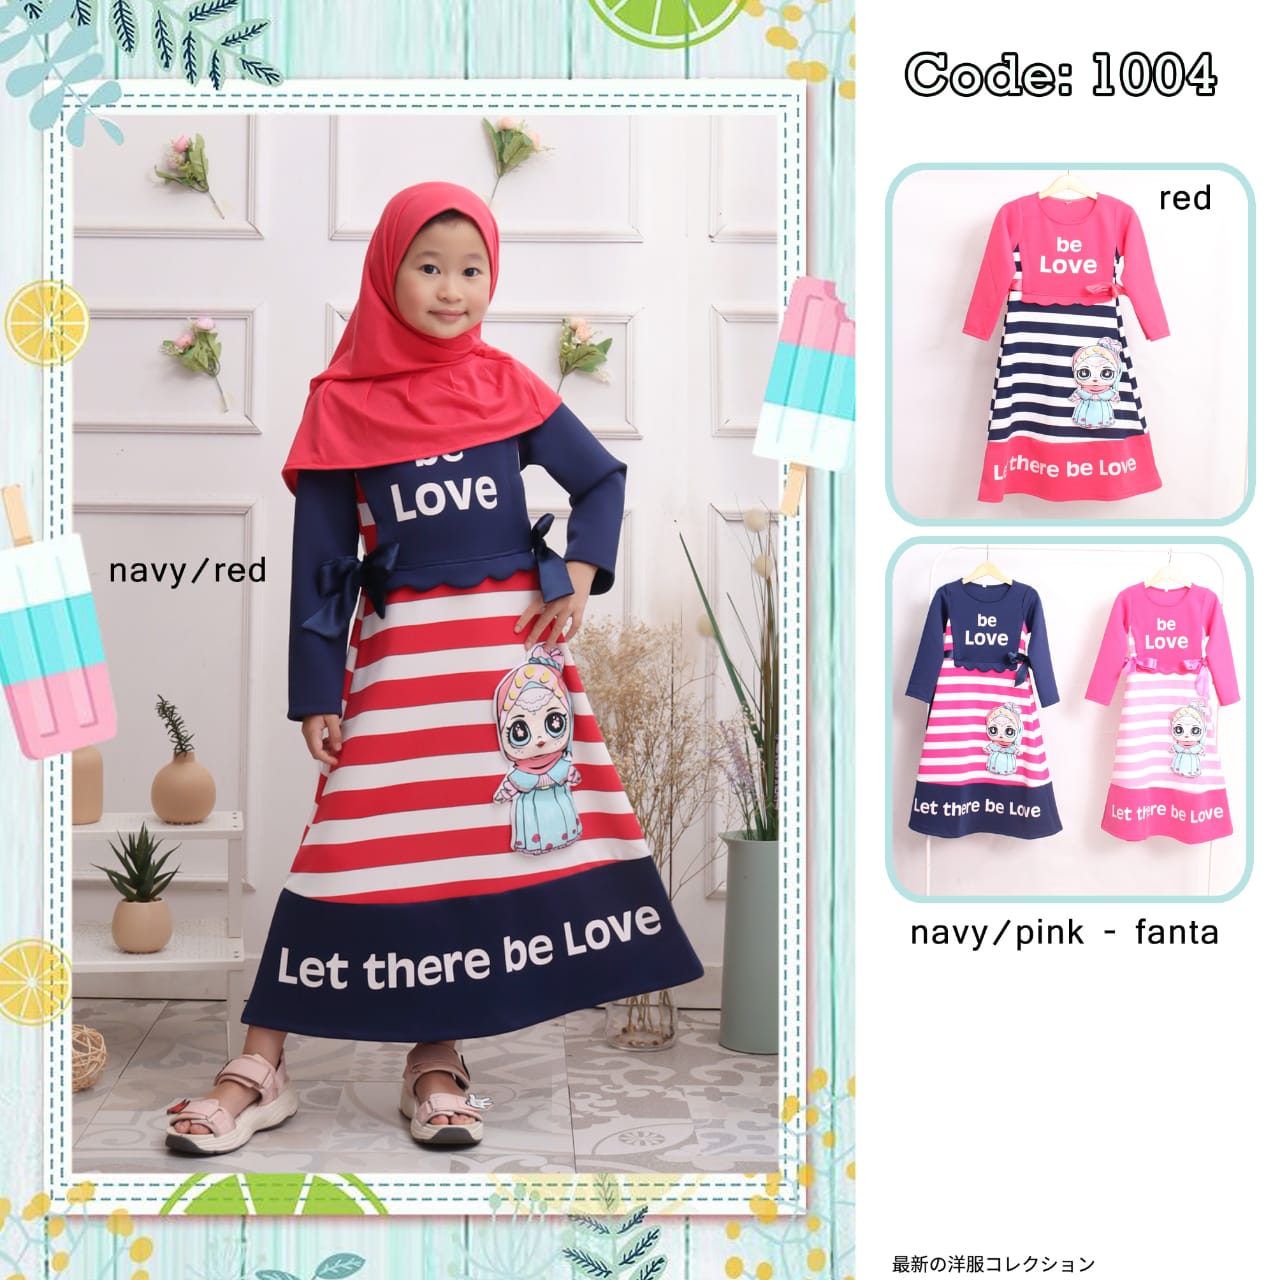 Code: 1004
red
be
Love
Let there be Love
be
Love
navy/red
Let there be Love
be
Love
Let there be Love
be
Love
Let there be Love
navy/pink - fanta
最新の洋服コレクション